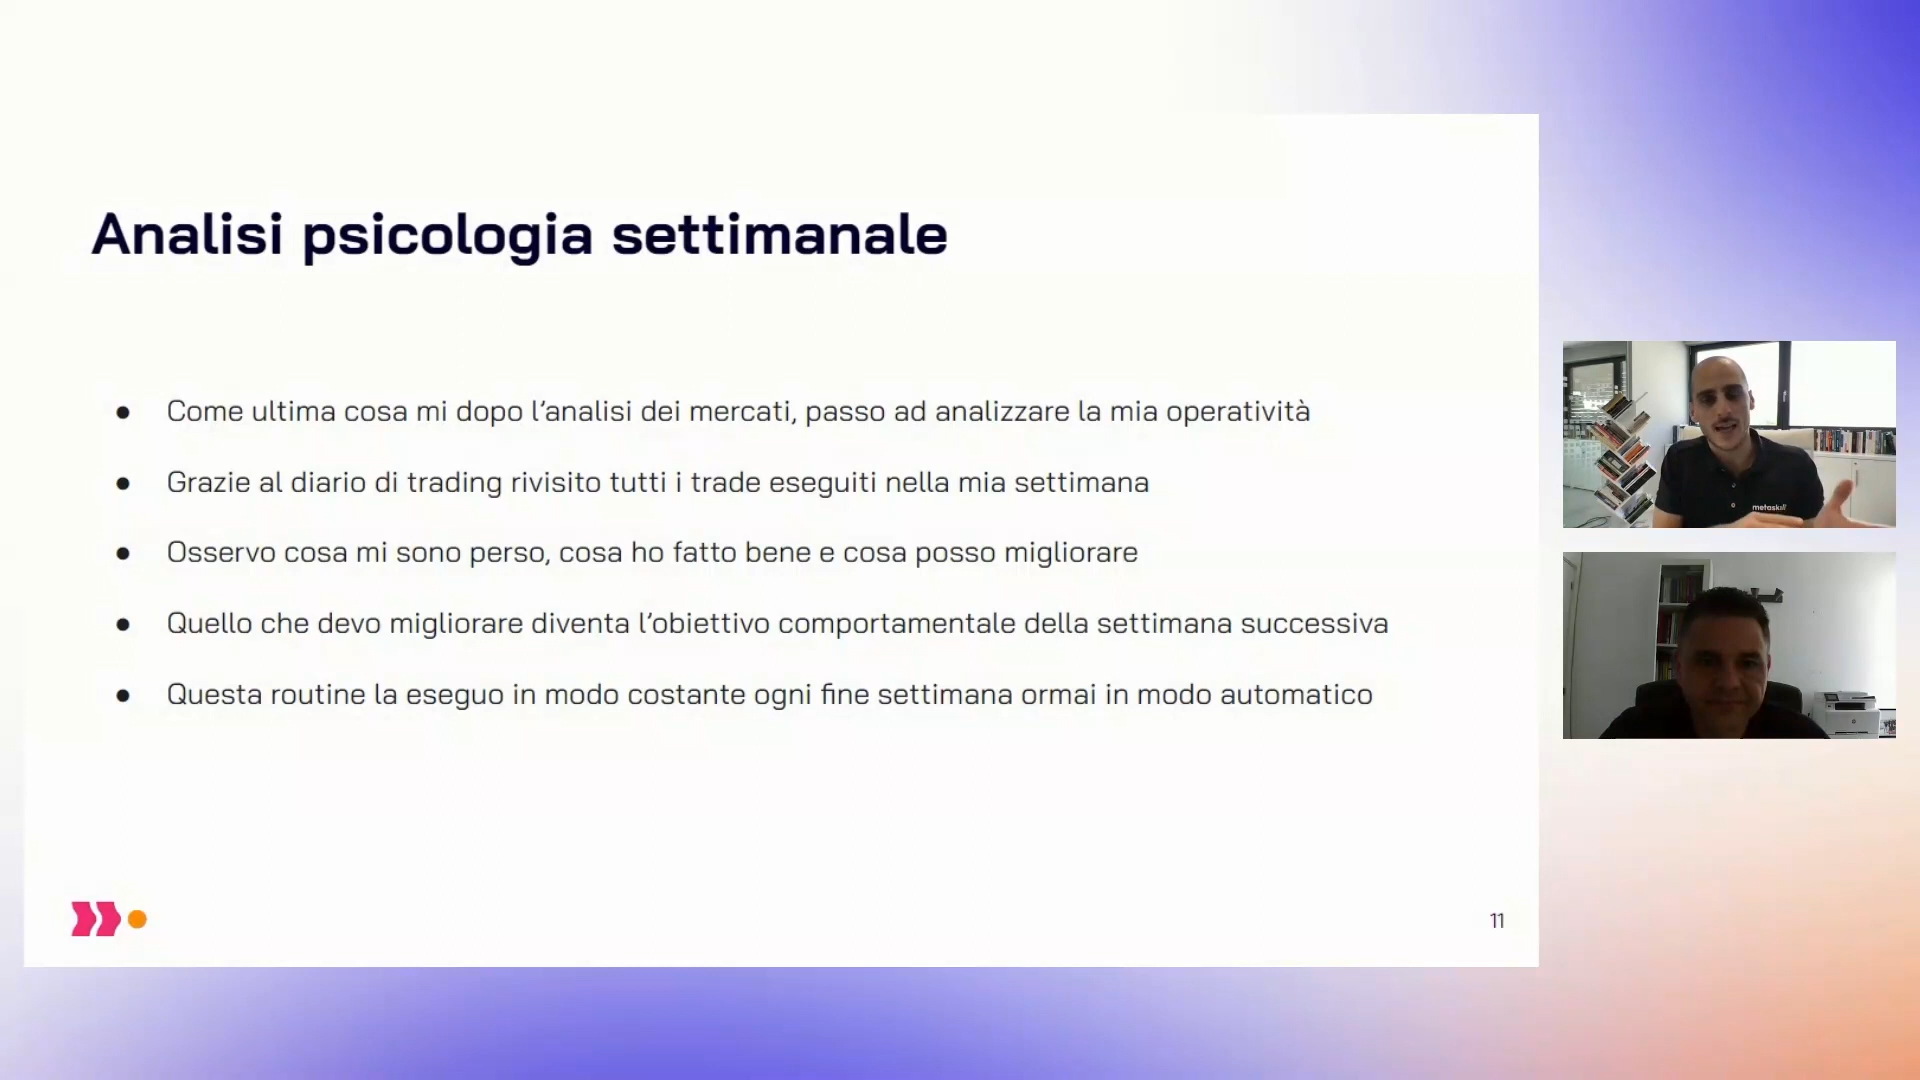 Analisi psicologia settimanale
● Come ultima cosa mi dopo l’analisi dei mercati, passo ad analizzare la mia operatività
● Grazie al diario di trading rivisito tutti i trade eseguiti nella mia settimana
● Osservo cosa mi sono perso, cosa ho fatto bene e cosa posso migliorare
● Quello che devo migliorare diventa l’obiettivo comportamentale della settimana successiva
● Questa routine la eseguo in modo costante ogni fine settimana ormai in modo automatico
metaskill
11